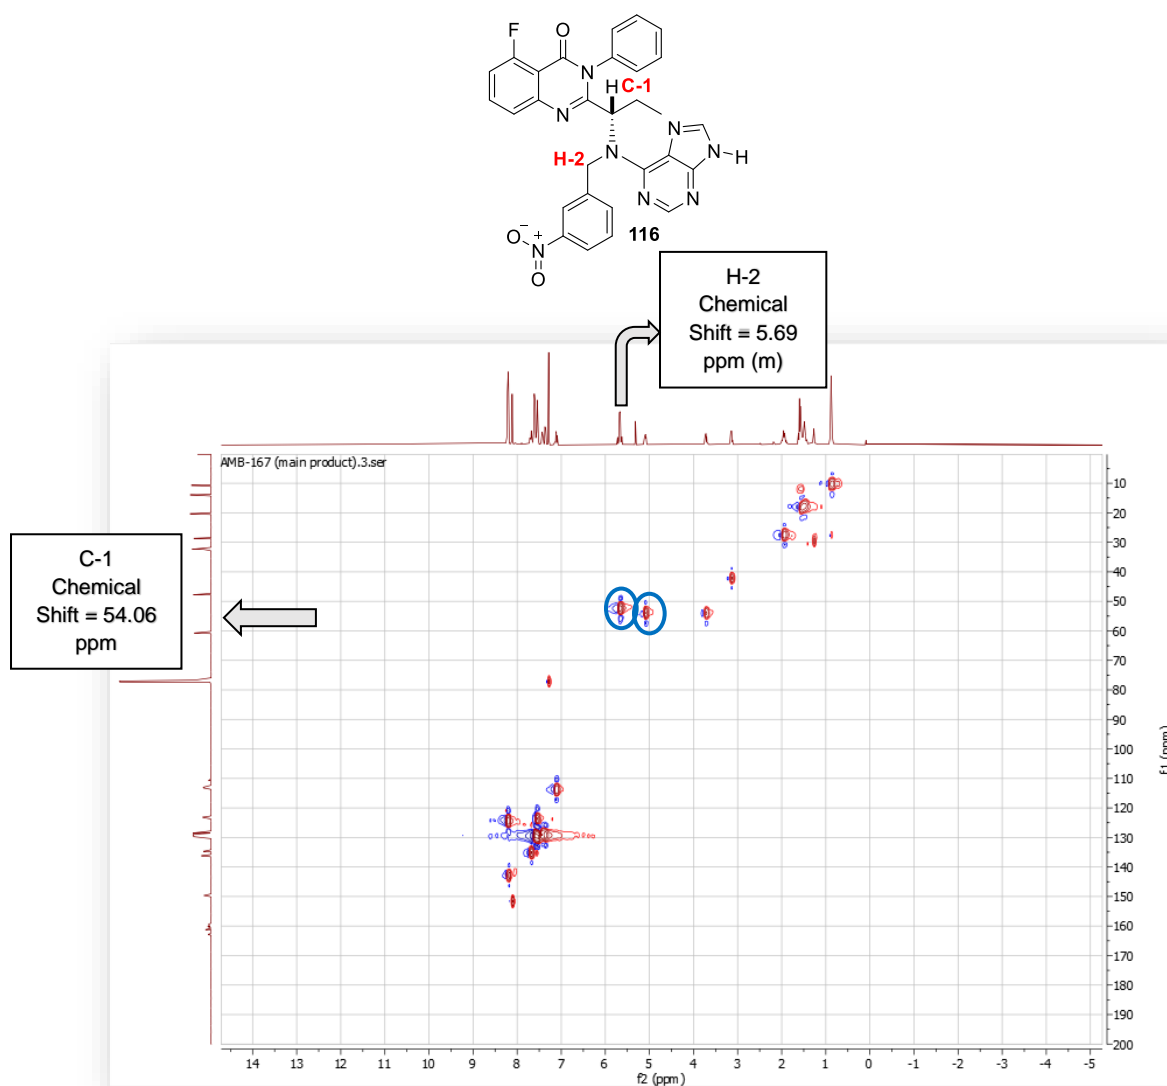 F
O
N
H C-1
N
H-2
N
N
N
N
N
H
O−
N+
O
116
H-2
Chemical
Shift = 5.69
ppm (m)
AMB-167 (main product).3.ser
C-1
Chemical
Shift = 54.06
ppm
10
20
30
40
50
60
70
80
90
100
110
120
130
140
150
160
170
180
190
200
f1 (ppm)
14 13 12 11 10 9 8 7 6 5 4 3 2 1 0 -1 -2 -3 -4 -5
f2 (ppm)